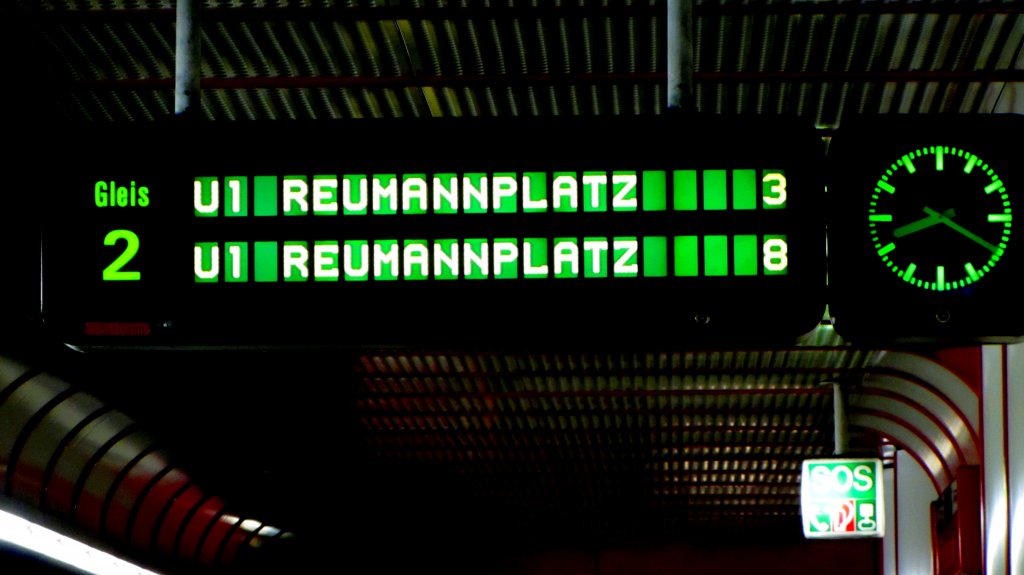 Gleis
2
U1 REUMANNPLATZ 3
U1 REUMANNPLATZ 8
SOS